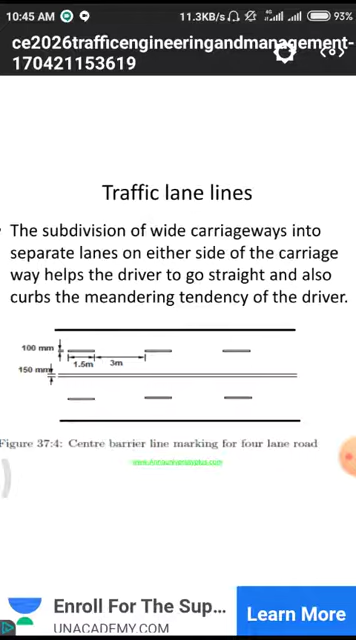 10:45 AM 11.3KB/s 4G 93%
ce2026trafficengineeringandmanagement-
170421153619
Traffic lane lines
• The subdivision of wide carriageways into
separate lanes on either side of the carriage
way helps the driver to go straight and also
curbs the meandering tendency of the driver.
100 mm
1.5m 3m
150 mm
Figure 37:4: Centre barrier line marking for four lane road
Enroll For The Sup...
UNACADEMY.COM
Learn More